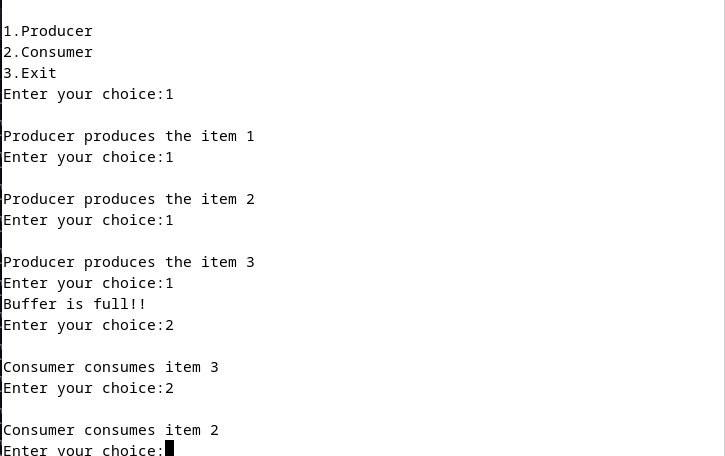 1.Producer
2.Consumer
3.Exit
Enter your choice:1
Producer produces the item 1
Enter your choice:1
Producer produces the item 2
Enter your choice:1
Producer produces the item 3
Enter your choice:1
Buffer is full!!
Enter your choice:2
Consumer consumes item 3
Enter your choice:2
Consumer consumes item 2
Enter your choice: